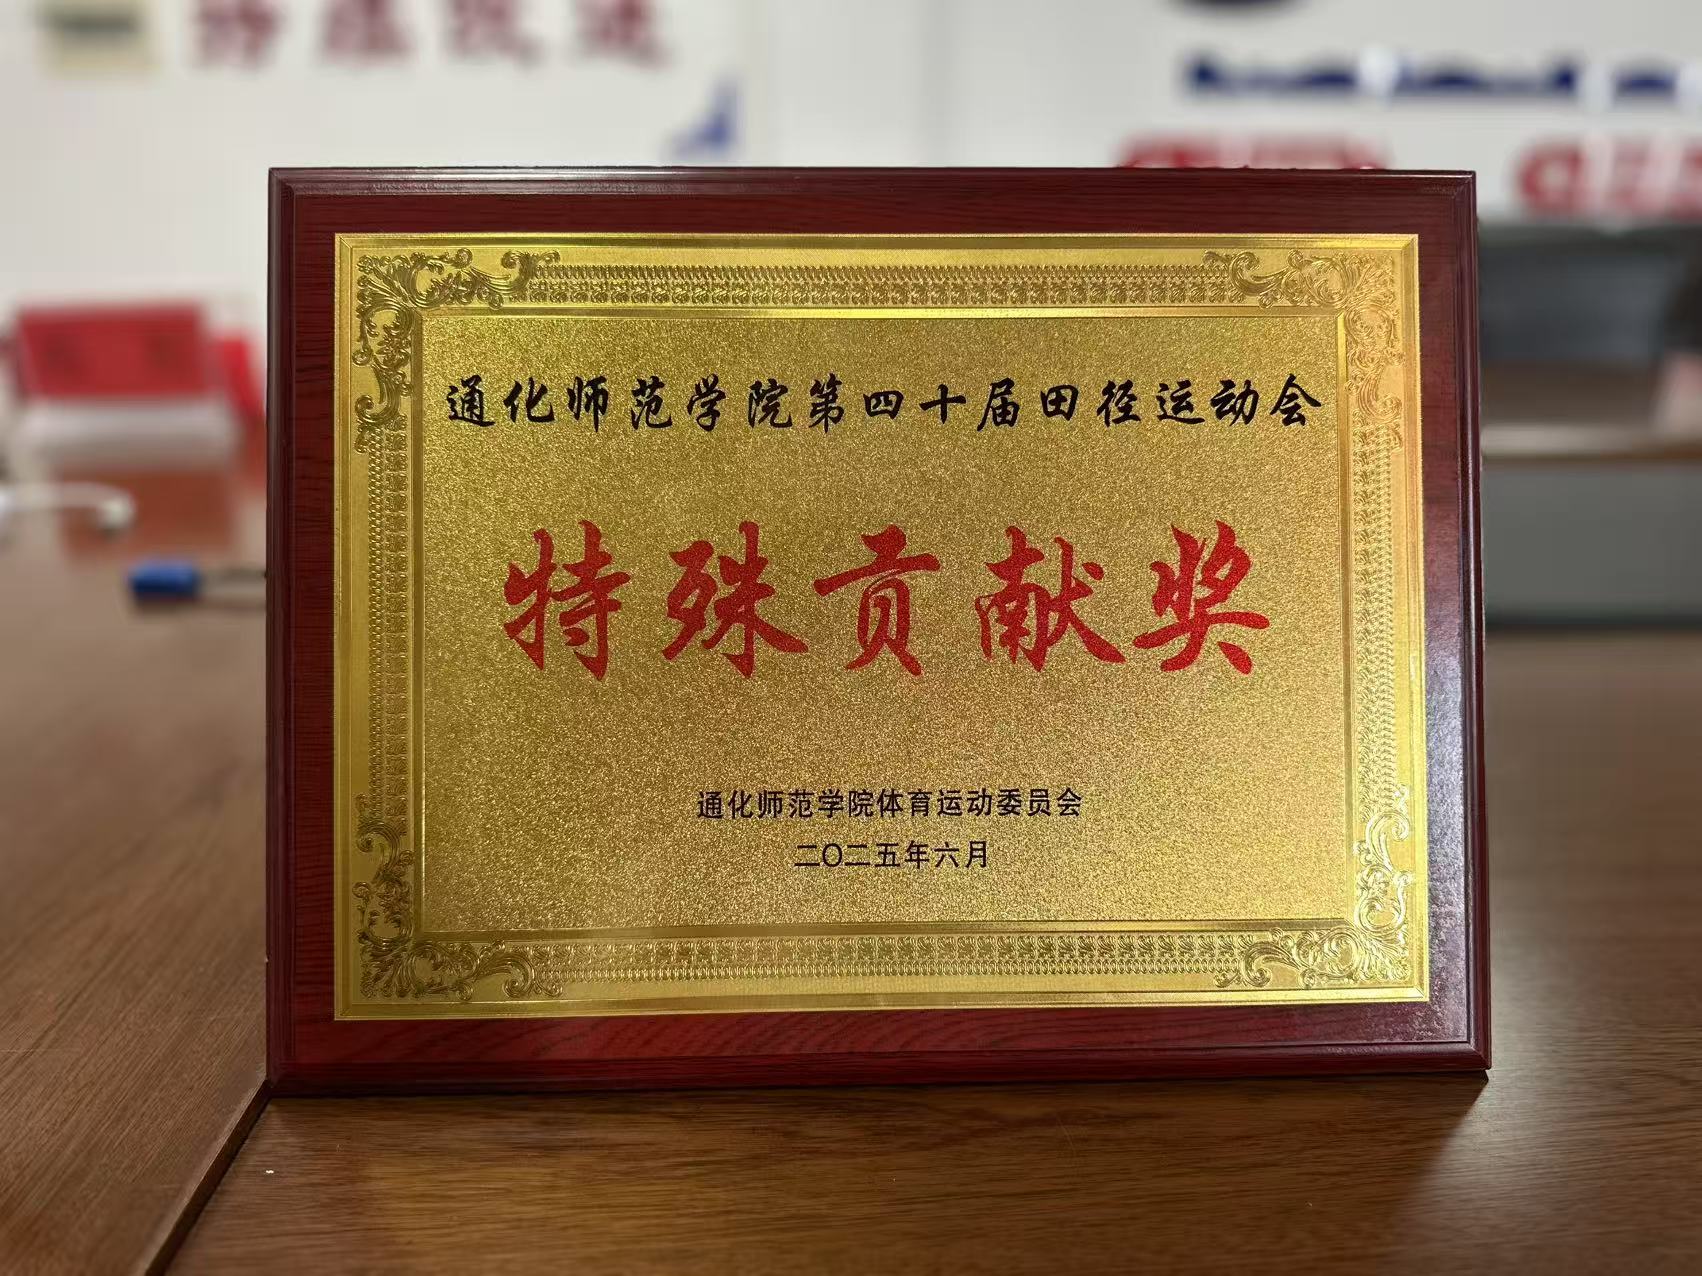 通化师范学院第四十届田径运动会
特殊贡献奖
通化师范学院体育运动委员会
二〇二五年六月